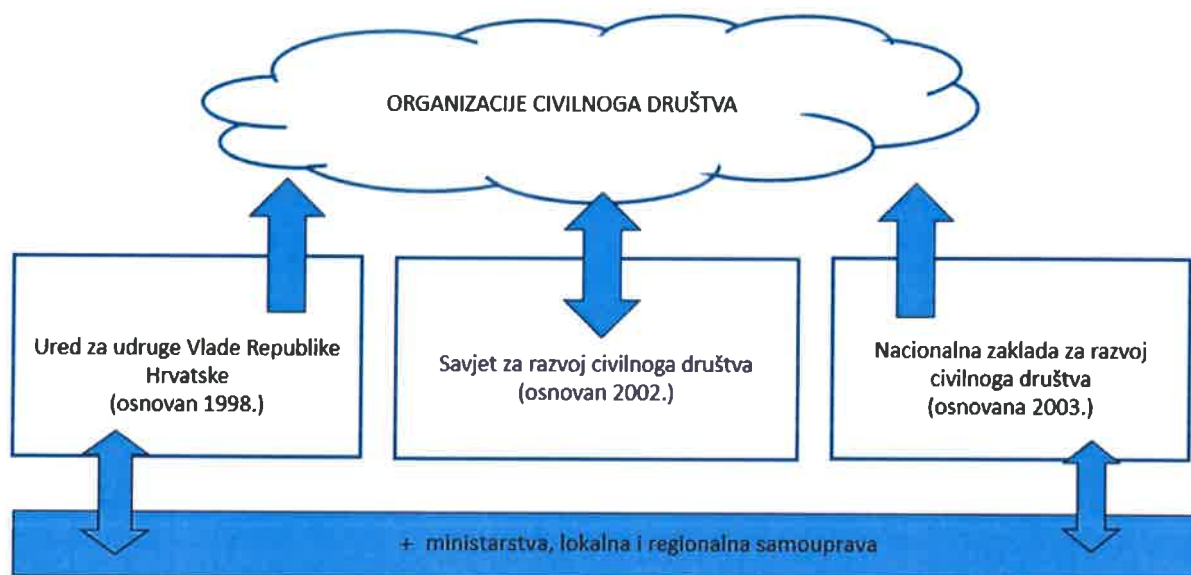 ORGANIZACIJE CIVILNOGA DRUŠTVA
Ured za udruge Vlade Republike
Hrvatske
(osnovan 1998.)
Savjet za razvoj civilnoga društva
(osnovan 2002.)
Nacionalna zaklada za razvoj
civilnoga društva
(osnovana 2003.)
+ ministarstva, lokalna i regionalna samouprava